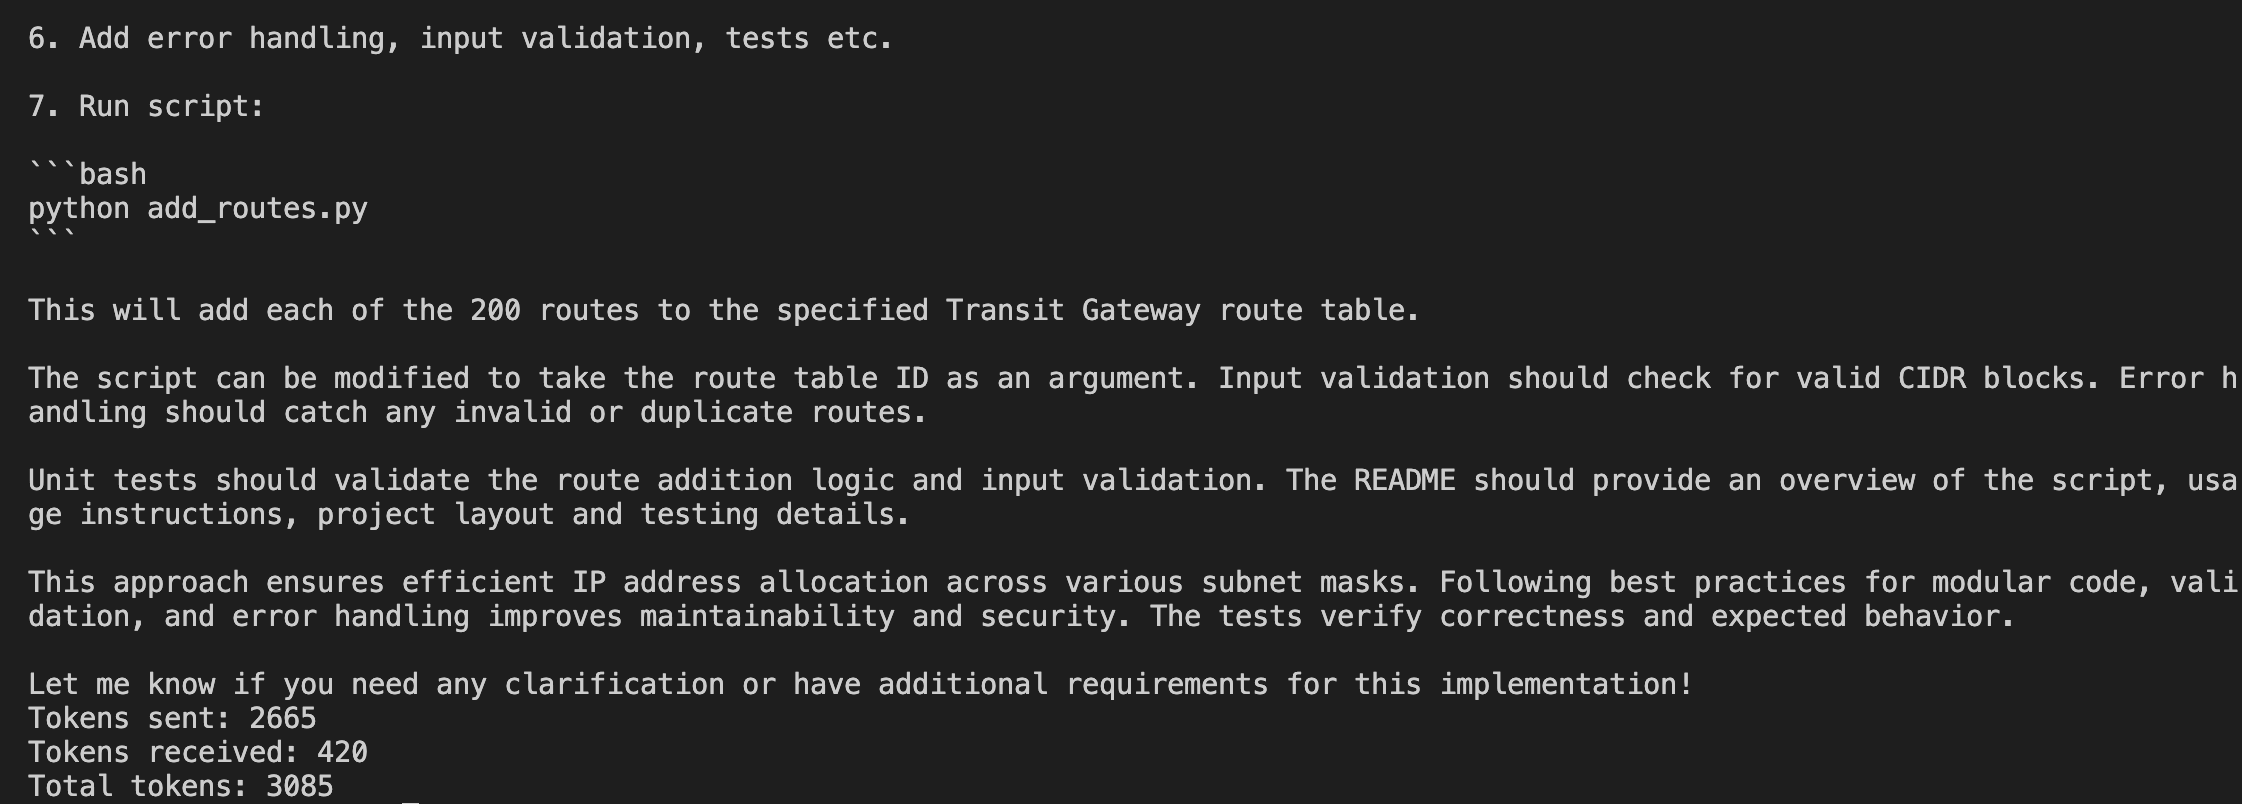 6. Add error handling, input validation, tests etc.
7. Run script:
```bash
python add_routes.py
```
This will add each of the 200 routes to the specified Transit Gateway route table.
The script can be modified to take the route table ID as an argument. Input validation should check for valid CIDR blocks. Error h
andling should catch any invalid or duplicate routes.
Unit tests should validate the route addition logic and input validation. The README should provide an overview of the script, usa
ge instructions, project layout and testing details.
This approach ensures efficient IP address allocation across various subnet masks. Following best practices for modular code, vali
dation, and error handling improves maintainability and security. The tests verify correctness and expected behavior.
Let me know if you need any clarification or have additional requirements for this implementation!
Tokens sent: 2665
Tokens received: 420
Total tokens: 3085